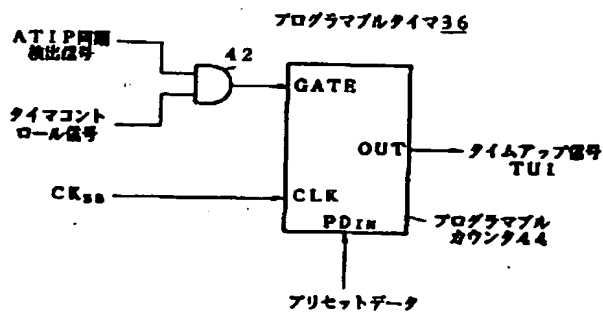 プログラマブルタイマ36
ATIP同期
検出信号
42
GATE
タイマコント
ロール信号
OUT
タイムアップ信号
TUI
CKSB
CLK
PDIN
プログラマブル
カウンタ44
プリセットデータ